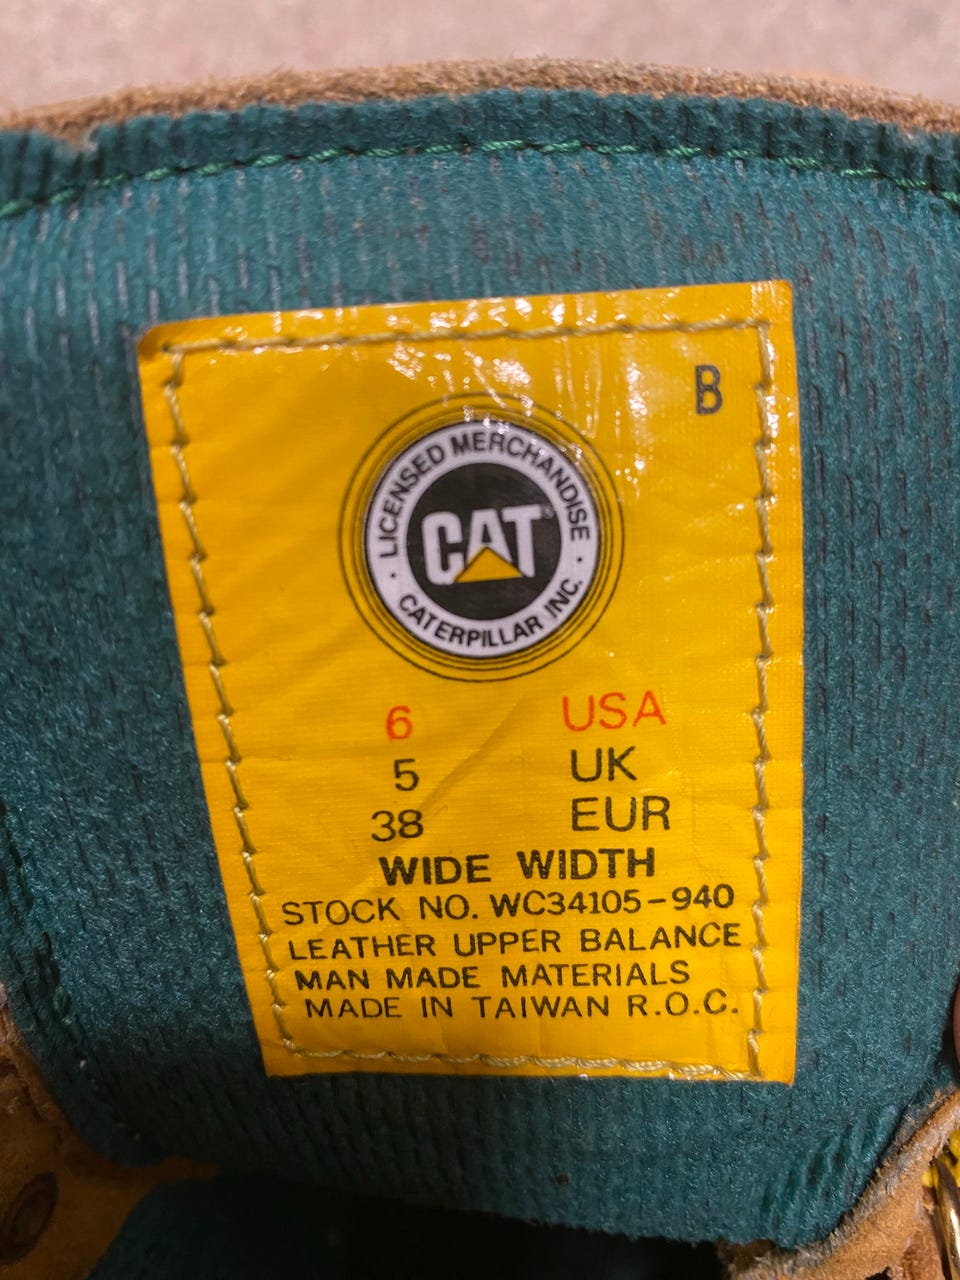 B
LICENSED MERCHANDISE
CAT®
· CATERPILLAR INC. ·
6 USA
5 UK
38 EUR
WIDE WIDTH
STOCK NO. WC34105-940
LEATHER UPPER BALANCE
MAN MADE MATERIALS
MADE IN TAIWAN R.O.C.